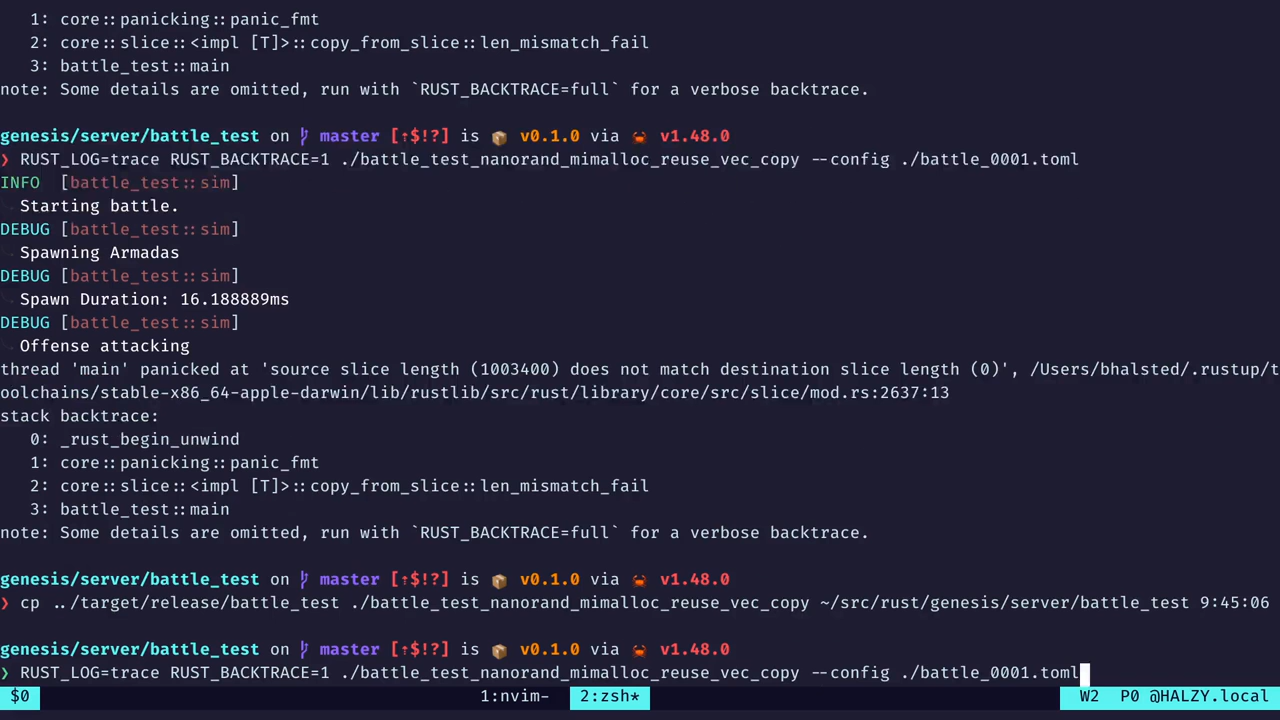 1: core::panicking::panic_fmt
2: core::slice::<impl [T]>::copy_from_slice::len_mismatch_fail
3: battle_test::main
note: Some details are omitted, run with `RUST_BACKTRACE=full` for a verbose backtrace.
genesis/server/battle_test on master [⇡$!?] is 📦 v0.1.0 via 🦀 v1.48.0
❯ RUST_LOG=trace RUST_BACKTRACE=1 ./battle_test_nanorand_mimalloc_reuse_vec_copy --config ./battle_0001.toml
INFO [battle_test::sim]
Starting battle.
DEBUG [battle_test::sim]
Spawning Armadas
DEBUG [battle_test::sim]
Spawn Duration: 16.188889ms
DEBUG [battle_test::sim]
Offense attacking
thread 'main' panicked at 'source slice length (1003400) does not match destination slice length (0)', /Users/bhalsted/.rustup/t
oolchains/stable-x86_64-apple-darwin/lib/rustlib/src/rust/library/core/src/slice/mod.rs:2637:13
stack backtrace:
0: _rust_begin_unwind
1: core::panicking::panic_fmt
2: core::slice::<impl [T]>::copy_from_slice::len_mismatch_fail
3: battle_test::main
note: Some details are omitted, run with `RUST_BACKTRACE=full` for a verbose backtrace.
genesis/server/battle_test on master [⇡$!?] is 📦 v0.1.0 via 🦀 v1.48.0
❯ cp ../target/release/battle_test ./battle_test_nanorand_mimalloc_reuse_vec_copy ~/src/rust/genesis/server/battle_test 9:45:06
genesis/server/battle_test on master [⇡$!?] is 📦 v0.1.0 via 🦀 v1.48.0
❯ RUST_LOG=trace RUST_BACKTRACE=1 ./battle_test_nanorand_mimalloc_reuse_vec_copy --config ./battle_0001.toml
$0 1:nvim- 2:zsh* W2 P0 @HALZY.local